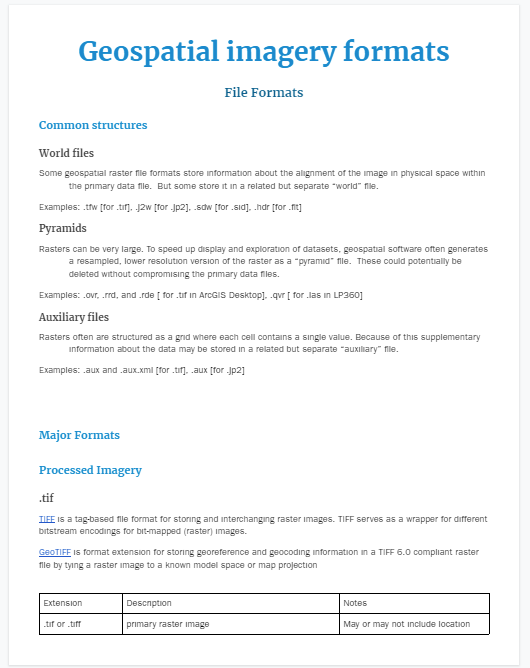 Geospatial imagery formats
File Formats
Common structures
World files
Some geospatial raster file formats store information about the alignment of the image in physical space within
the primary data file.  But some store it in a related but separate “world” file.
Examples: .tfw [for .tif], .j2w [for .jp2], .sdw [for .sid], .hdr [for .flt]
Pyramids
Rasters can be very large. To speed up display and exploration of datasets, geospatial software often generates
a resampled, lower resolution version of the raster as a “pyramid” file.  These could potentially be
deleted without compromising the primary data files.
Examples: .ovr, .rrd, and .rde [ for .tif in ArcGIS Desktop], .qvr [ for .las in LP360]
Auxiliary files
Rasters often are structured as a grid where each cell contains a single value. Because of this supplementary
information about the data may be stored in a related but separate “auxiliary” file.
Examples: .aux and .aux.xml [for .tif], .aux [for .jp2]
Major Formats
Processed Imagery
.tif
TIFF is a tag-based file format for storing and interchanging raster images. TIFF serves as a wrapper for different
bitstream encodings for bit-mapped (raster) images.
GeoTIFF is format extension for storing georeference and geocoding information in a TIFF 6.0 compliant raster
file by tying a raster image to a known model space or map projection
Extension Description Notes
.tif or .tiff primary raster image May or may not include location